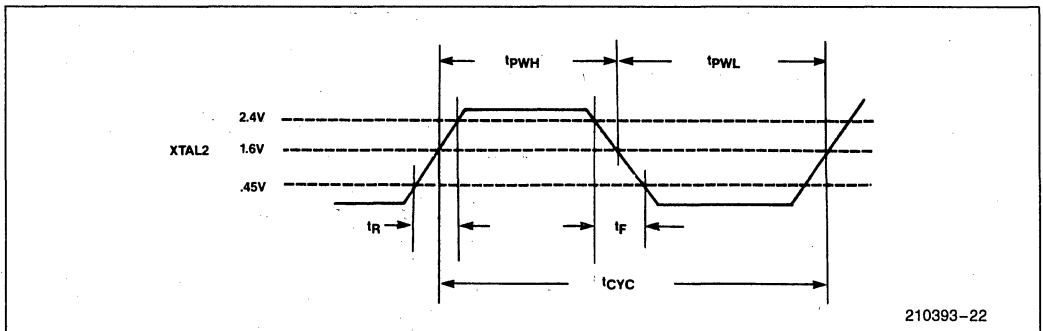 tPWH
tPWL
2.4V
XTAL2 1.6V
.45V
tR
tF
tCYC
210393-22